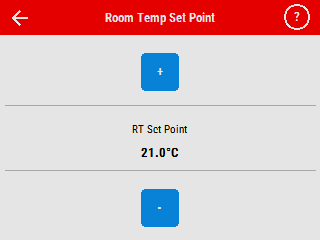 Room Temp Set Point
?
+
RT Set Point
21.0°C
-